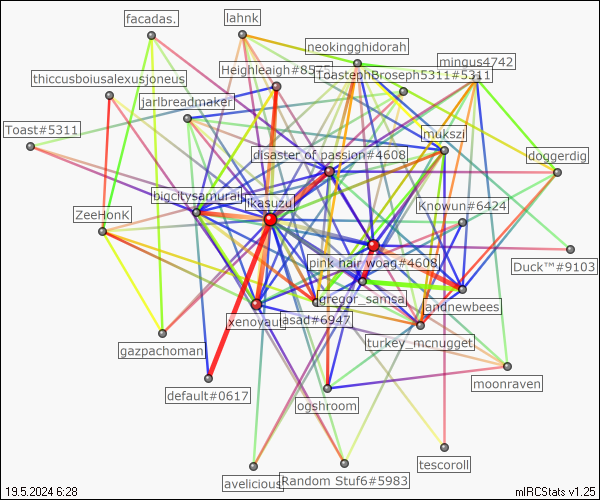 facadas.
lahnk
neokingghidorah
mingus4742
Heighleaigh#85
ToastephBroseph5311#5311
thiccusboiusalexusjoneus
jarlbreadmaker
Toast#5311
mukszi
disaster of passion#4608
doggerdig
bigcitysamurai
ikasuzu
Knowun#6424
ZeeHonK
pink hair woag#4608
Duck™#9103
gregor_samsa
andnewbees
xenoyaut
asad#6947
turkey_mcnugget
gazpachoman
moonraven
default#0617
ogshroom
tescoroll
avelicious
Random Stuf6#5983
19.5.2024 6:28
mIRCStats v1.25